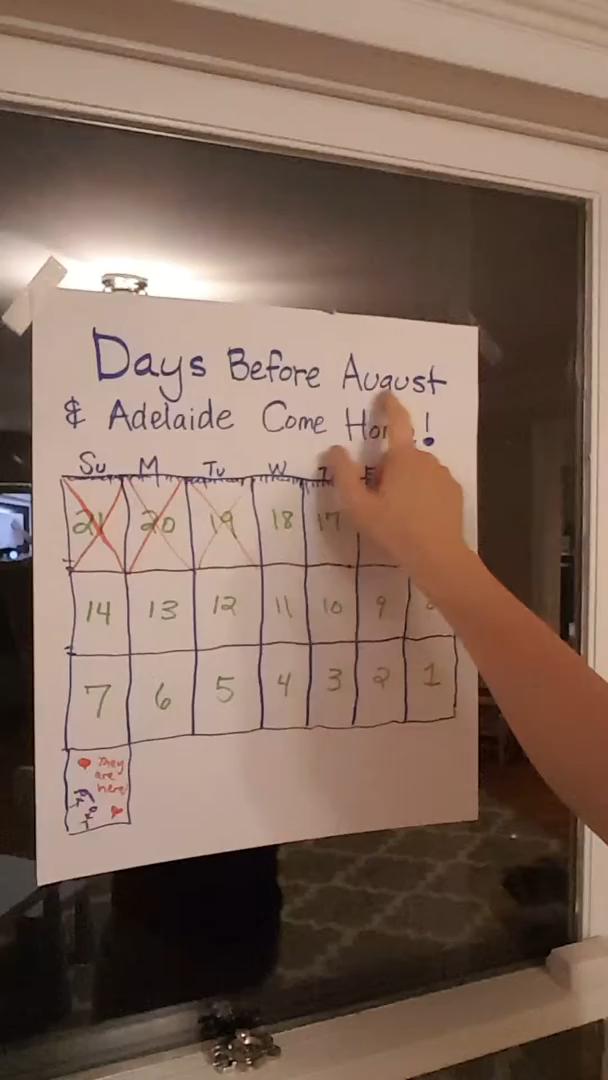 Days Before August
& Adelaide Come !
Su M Tu W
21 20 19 18 17
14 13 12 11 10 9
7 6 5 4 3 2 1
They
are
here!